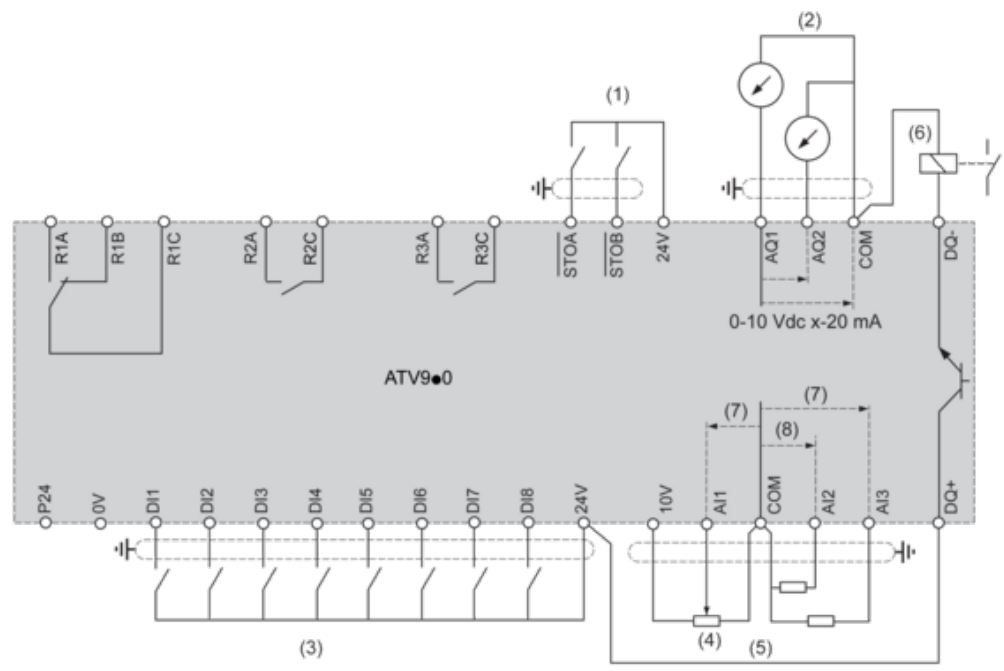 (2)
(1)
(6)
R1A
R1B
R1C
R2A
R2C
R3A
R3C
STOA
STOB
24V
AQ1
AQ2
COM
DQ-
0-10 Vdc x-20 mA
ATV9●0
(7)
(7)
(8)
P24
0V
DI1
DI2
DI3
DI4
DI5
DI6
DI7
DI8
24V
10V
AI1
COM
AI2
AI3
DQ+
(3)
(4)
(5)